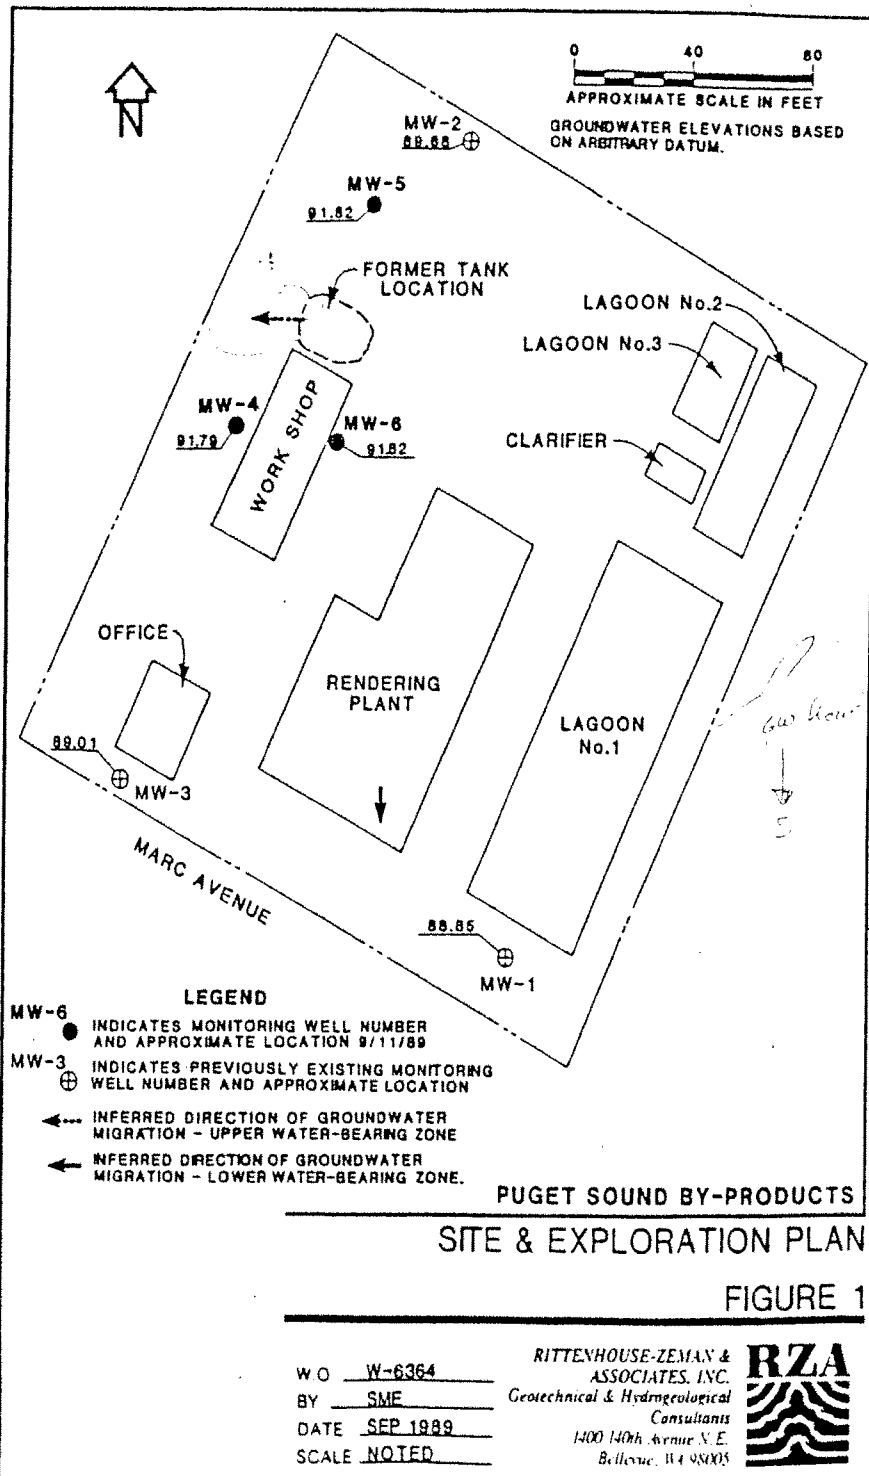 0 40 80
APPROXIMATE SCALE IN FEET
GROUNDWATER ELEVATIONS BASED
ON ARBITRARY DATUM.
N
MW-2
89.68
MW-5
91.82
FORMER TANK
LOCATION
LAGOON No.2
LAGOON No.3
MW-4
91.79
WORK SHOP
MW-6
91.82
CLARIFIER
OFFICE
RENDERING
PLANT
LAGOON
No.1
gw flow
89.01
MW-3
MARC AVENUE
88.85
MW-1
LEGEND
MW-6
INDICATES MONITORING WELL NUMBER
AND APPROXIMATE LOCATION 9/11/89
MW-3
INDICATES PREVIOUSLY EXISTING MONITORING
WELL NUMBER AND APPROXIMATE LOCATION
INFERRED DIRECTION OF GROUNDWATER
MIGRATION - UPPER WATER-BEARING ZONE
INFERRED DIRECTION OF GROUNDWATER
MIGRATION - LOWER WATER-BEARING ZONE.
PUGET SOUND BY-PRODUCTS
SITE & EXPLORATION PLAN
FIGURE 1
W.O W-6364
BY SME
DATE SEP 1989
SCALE NOTED
RITTENHOUSE-ZEMAN &
ASSOCIATES, INC.
Geotechnical & Hydrogeological
Consultants
1400 140th Avenue N.E.
Bellevue, WA 98005
RZA